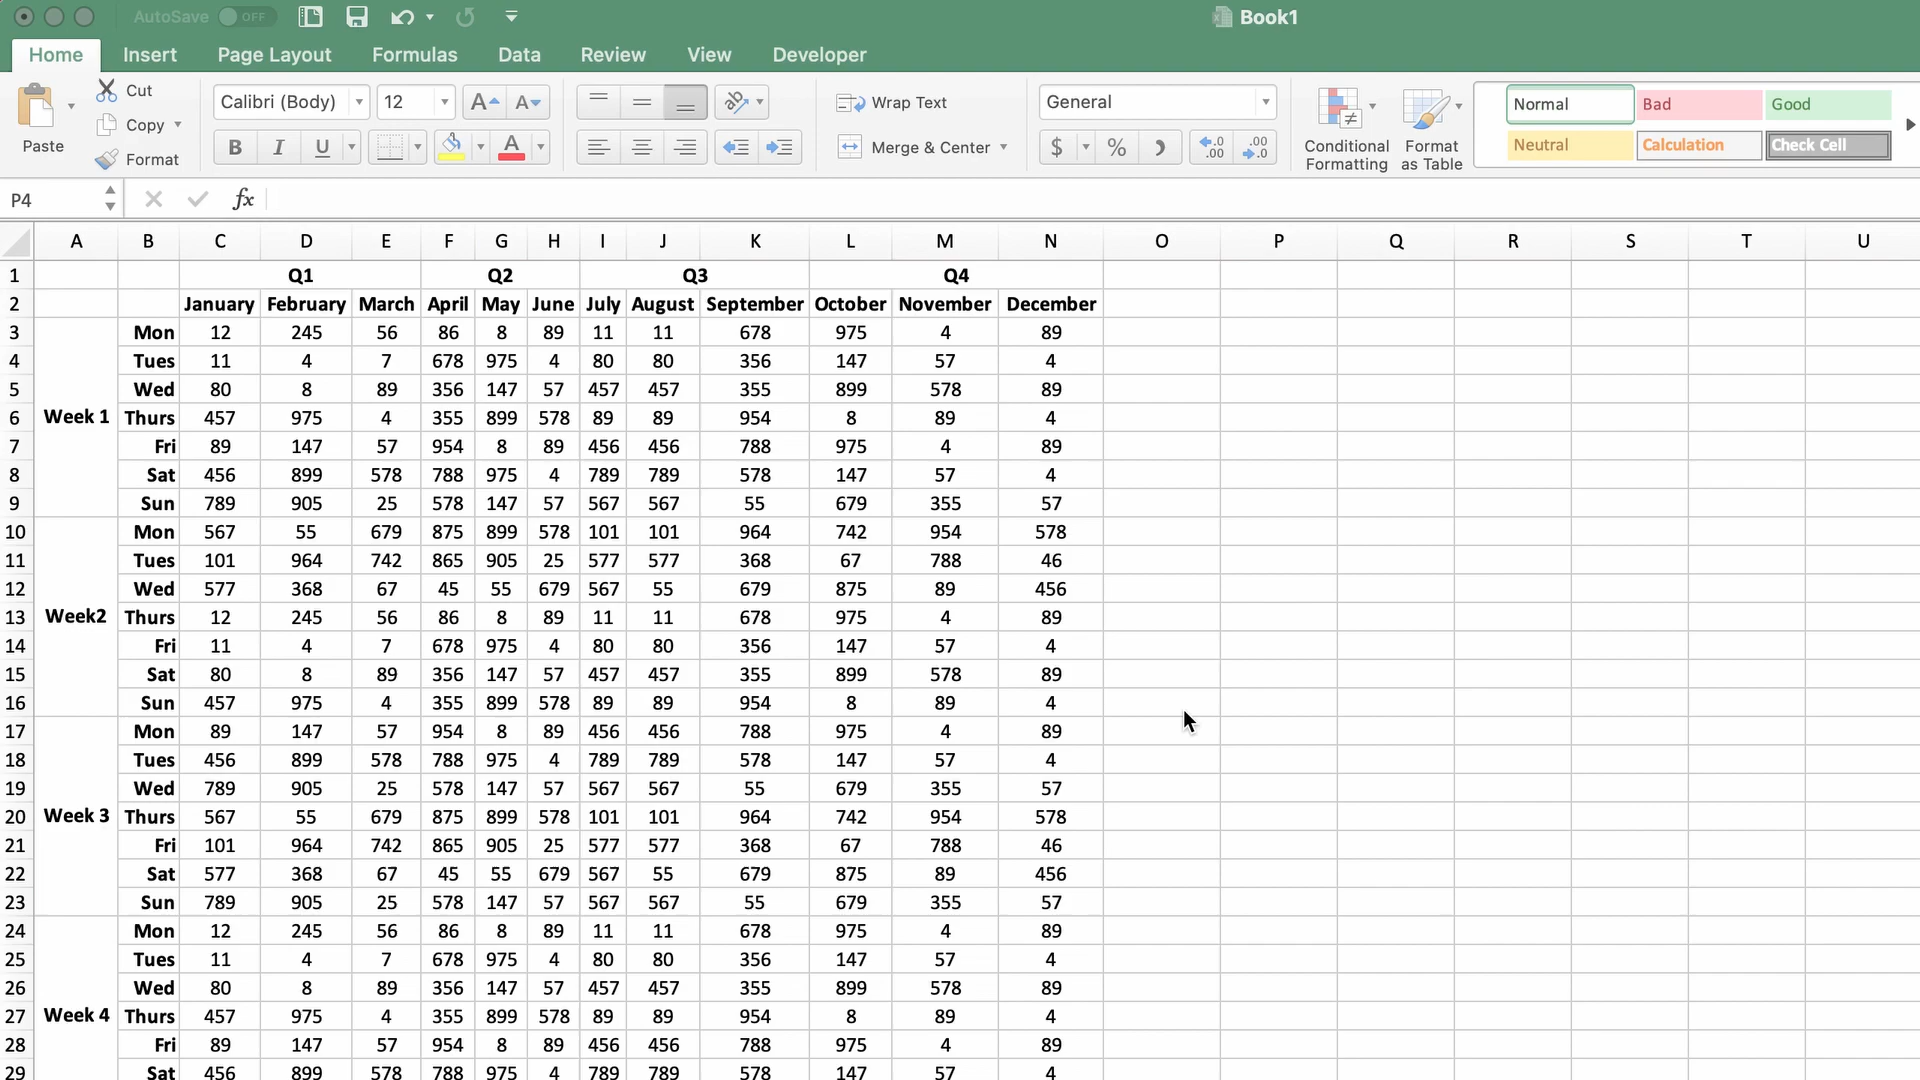 AutoSave OFF Book1
Home Insert Page Layout Formulas Data Review View Developer
Paste Cut Copy Format
Calibri (Body) 12 A A
B I U A
ab Wrap Text
Merge & Center
General
$ % .0 .00 .00 .0
Conditional Formatting
Format as Table
Normal Bad Good
Neutral Calculation Check Cell
P4 fx
A B C D E F G H I J K L M N O P Q R S T U
1 Q1 Q2 Q3 Q4
2 January February March April May June July August September October November December
3 Mon 12 245 56 86 8 89 11 11 678 975 4 89
4 Tues 11 4 7 678 975 4 80 80 356 147 57 4
5 Wed 80 8 89 356 147 57 457 457 355 899 578 89
6 Week 1 Thurs 457 975 4 355 899 578 89 89 954 8 89 4
7 Fri 89 147 57 954 8 89 456 456 788 975 4 89
8 Sat 456 899 578 788 975 4 789 789 578 147 57 4
9 Sun 789 905 25 578 147 57 567 567 55 679 355 57
10 Mon 567 55 679 875 899 578 101 101 964 742 954 578
11 Tues 101 964 742 865 905 25 577 577 368 67 788 46
12 Wed 577 368 67 45 55 679 567 55 679 875 89 456
13 Week2 Thurs 12 245 56 86 8 89 11 11 678 975 4 89
14 Fri 11 4 7 678 975 4 80 80 356 147 57 4
15 Sat 80 8 89 356 147 57 457 457 355 899 578 89
16 Sun 457 975 4 355 899 578 89 89 954 8 89 4
17 Mon 89 147 57 954 8 89 456 456 788 975 4 89
18 Tues 456 899 578 788 975 4 789 789 578 147 57 4
19 Wed 789 905 25 578 147 57 567 567 55 679 355 57
20 Week 3 Thurs 567 55 679 875 899 578 101 101 964 742 954 578
21 Fri 101 964 742 865 905 25 577 577 368 67 788 46
22 Sat 577 368 67 45 55 679 567 55 679 875 89 456
23 Sun 789 905 25 578 147 57 567 567 55 679 355 57
24 Mon 12 245 56 86 8 89 11 11 678 975 4 89
25 Tues 11 4 7 678 975 4 80 80 356 147 57 4
26 Wed 80 8 89 356 147 57 457 457 355 899 578 89
27 Week 4 Thurs 457 975 4 355 899 578 89 89 954 8 89 4
28 Fri 89 147 57 954 8 89 456 456 788 975 4 89
29 Sat 456 899 578 788 975 4 789 789 578 147 57 4